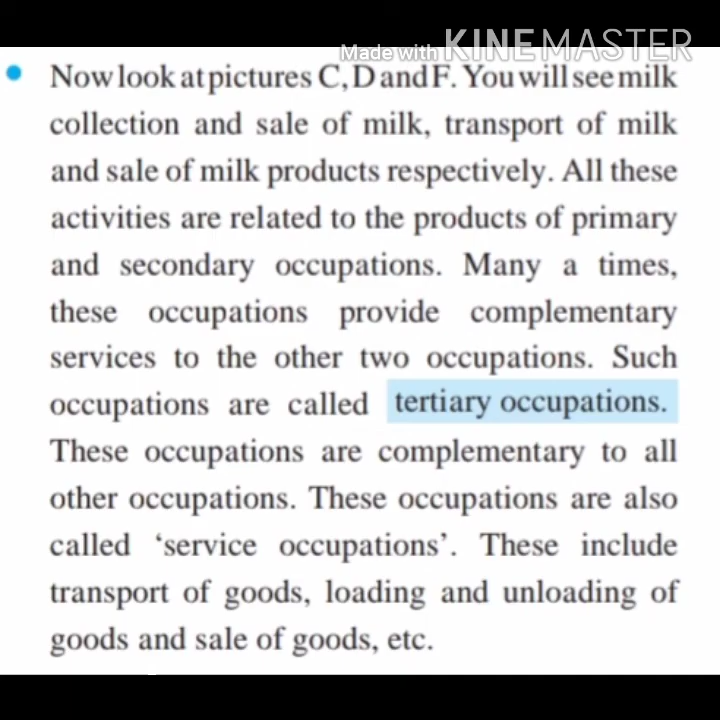 Made with KINEMASTER
Now look at pictures C, D and F. You will see milk
collection and sale of milk, transport of milk
and sale of milk products respectively. All these
activities are related to the products of primary
and secondary occupations. Many a times,
these occupations provide complementary
services to the other two occupations. Such
occupations are called tertiary occupations.
These occupations are complementary to all
other occupations. These occupations are also
called ‘service occupations’. These include
transport of goods, loading and unloading of
goods and sale of goods, etc.